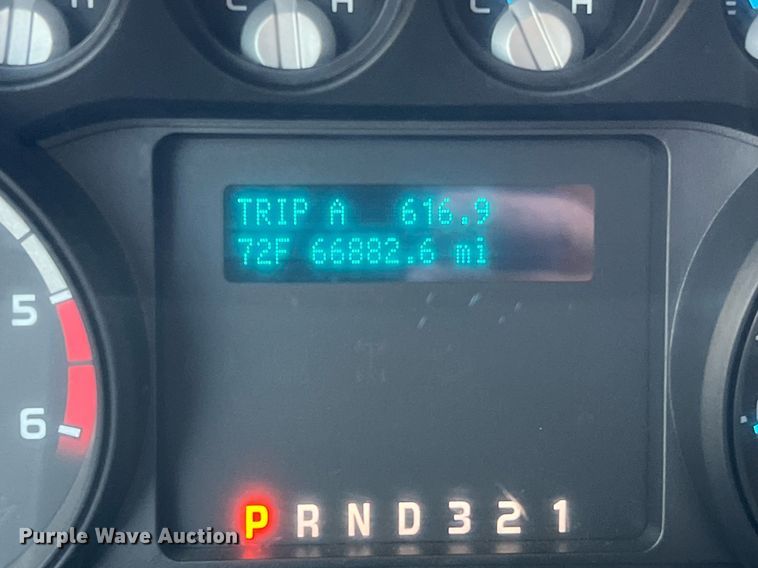 H
C H
C H
E
TRIP A 616.9
72F 66882.6 mi
5
6
P R N D 3 2 1
Purple Wave Auction